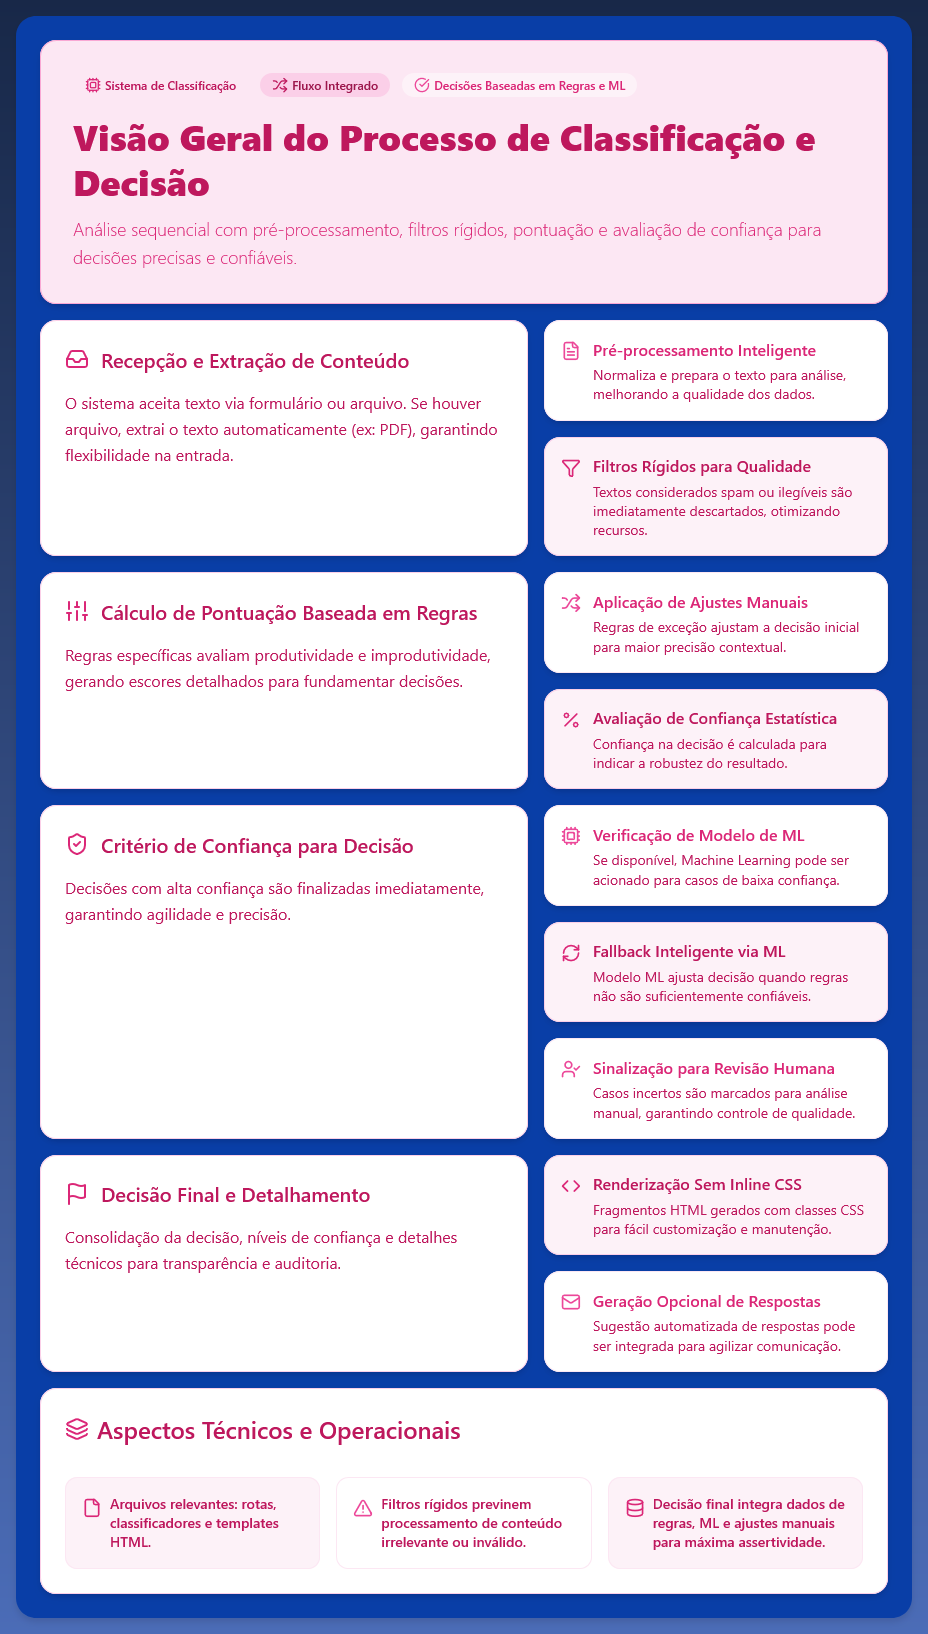 Sistema de Classificação
Fluxo Integrado
Decisões Baseadas em Regras e ML
Visão Geral do Processo de Classificação e
Decisão
Análise sequencial com pré-processamento, filtros rígidos, pontuação e avaliação de confiança para
decisões precisas e confiáveis.
Recepção e Extração de Conteúdo
O sistema aceita texto via formulário ou arquivo. Se houver
arquivo, extrai o texto automaticamente (ex: PDF), garantindo
flexibilidade na entrada.
Pré-processamento Inteligente
Normaliza e prepara o texto para análise,
melhorando a qualidade dos dados.
Filtros Rígidos para Qualidade
Textos considerados spam ou ilegíveis são
imediatamente descartados, otimizando
recursos.
Cálculo de Pontuação Baseada em Regras
Regras específicas avaliam produtividade e improdutividade,
gerando escores detalhados para fundamentar decisões.
Aplicação de Ajustes Manuais
Regras de exceção ajustam a decisão inicial
para maior precisão contextual.
Avaliação de Confiança Estatística
Confiança na decisão é calculada para
indicar a robustez do resultado.
Critério de Confiança para Decisão
Decisões com alta confiança são finalizadas imediatamente,
garantindo agilidade e precisão.
Verificação de Modelo de ML
Se disponível, Machine Learning pode ser
acionado para casos de baixa confiança.
Fallback Inteligente via ML
Modelo ML ajusta decisão quando regras
não são suficientemente confiáveis.
Sinalização para Revisão Humana
Casos incertos são marcados para análise
manual, garantindo controle de qualidade.
Decisão Final e Detalhamento
Consolidação da decisão, níveis de confiança e detalhes
técnicos para transparência e auditoria.
Renderização Sem Inline CSS
Fragmentos HTML gerados com classes CSS
para fácil customização e manutenção.
Geração Opcional de Respostas
Sugestão automatizada de respostas pode
ser integrada para agilizar comunicação.
Aspectos Técnicos e Operacionais
Arquivos relevantes: rotas,
classificadores e templates
HTML.
Filtros rígidos previnem
processamento de conteúdo
irrelevante ou inválido.
Decisão final integra dados de
regras, ML e ajustes manuais
para máxima assertividade.